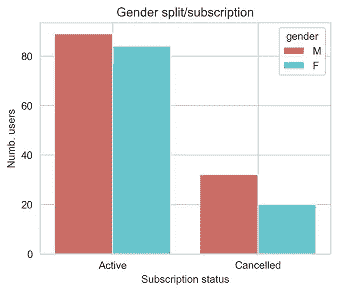 Gender split/subscription
gender
M
F
Numb. users
80
60
40
20
0
Active Cancelled
Subscription status